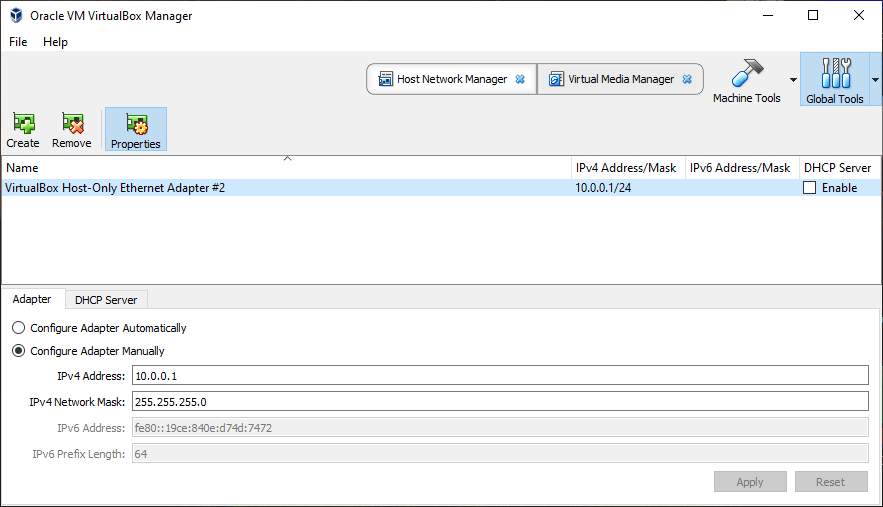 Oracle VM VirtualBox Manager
File Help
Host Network Manager Virtual Media Manager Machine Tools Global Tools
Create Remove Properties
Name IPv4 Address/Mask IPv6 Address/Mask DHCP Server
VirtualBox Host-Only Ethernet Adapter #2 10.0.0.1/24 Enable
Adapter DHCP Server
Configure Adapter Automatically
Configure Adapter Manually
IPv4 Address: 10.0.0.1
IPv4 Network Mask: 255.255.255.0
IPv6 Address: fe80::19ce:840e:d74d:7472
IPv6 Prefix Length: 64
Apply Reset